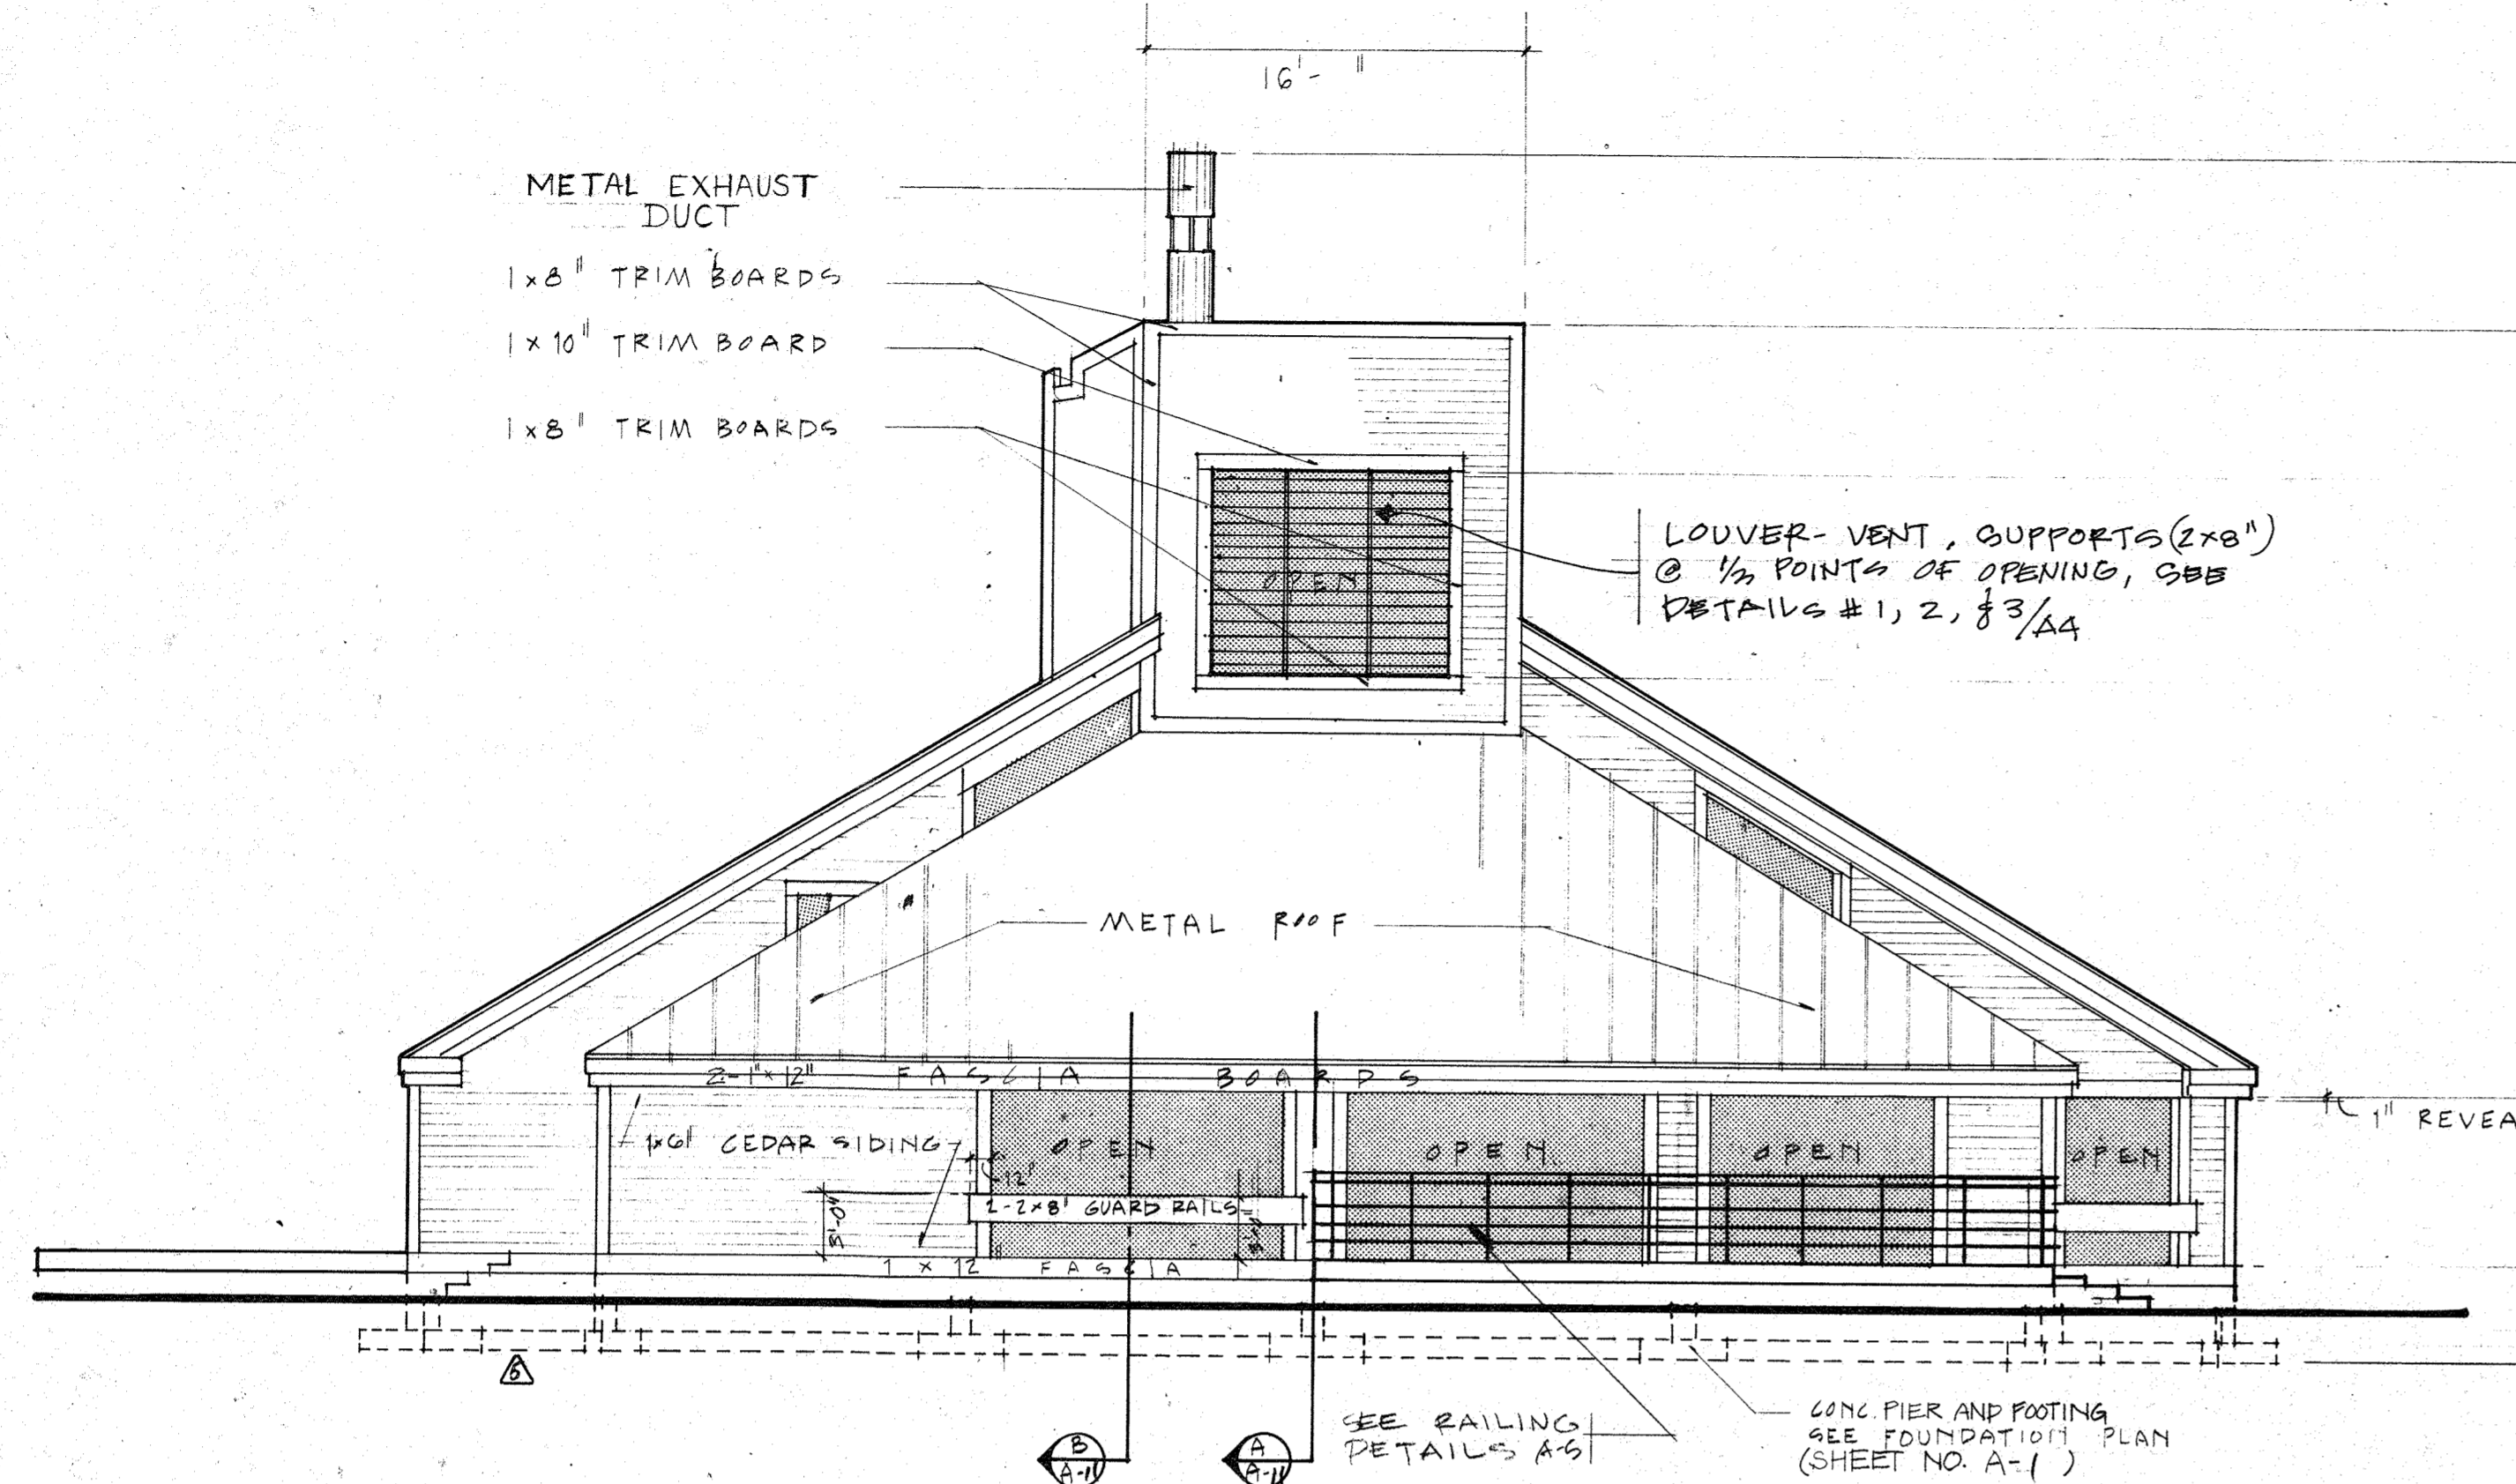 16'- "
METAL EXHAUST
DUCT
1x8" TRIM BOARDS
1x10" TRIM BOARD
1x8" TRIM BOARDS
LOUVER-VENT, SUPPORTS (2x8")
@ 1/3 POINTS OF OPENING, SEE
DETAILS #1, 2, & 3/A4
OPEN
METAL ROOF
2-1"x12" FASCIA BOARDS
1" REVEA
1x6" CEDAR SIDING
OPEN
OPEN
OPEN
OPEN
12"
2-2x8" GUARD RAILS
3'-0"
3'-0"
1 x 12" FASCIA
5
SEE RAILING
DETAILS A-5
CONC. PIER AND FOOTING
SEE FOUNDATION PLAN
(SHEET NO. A-1 )
B
A-11
A
A-11